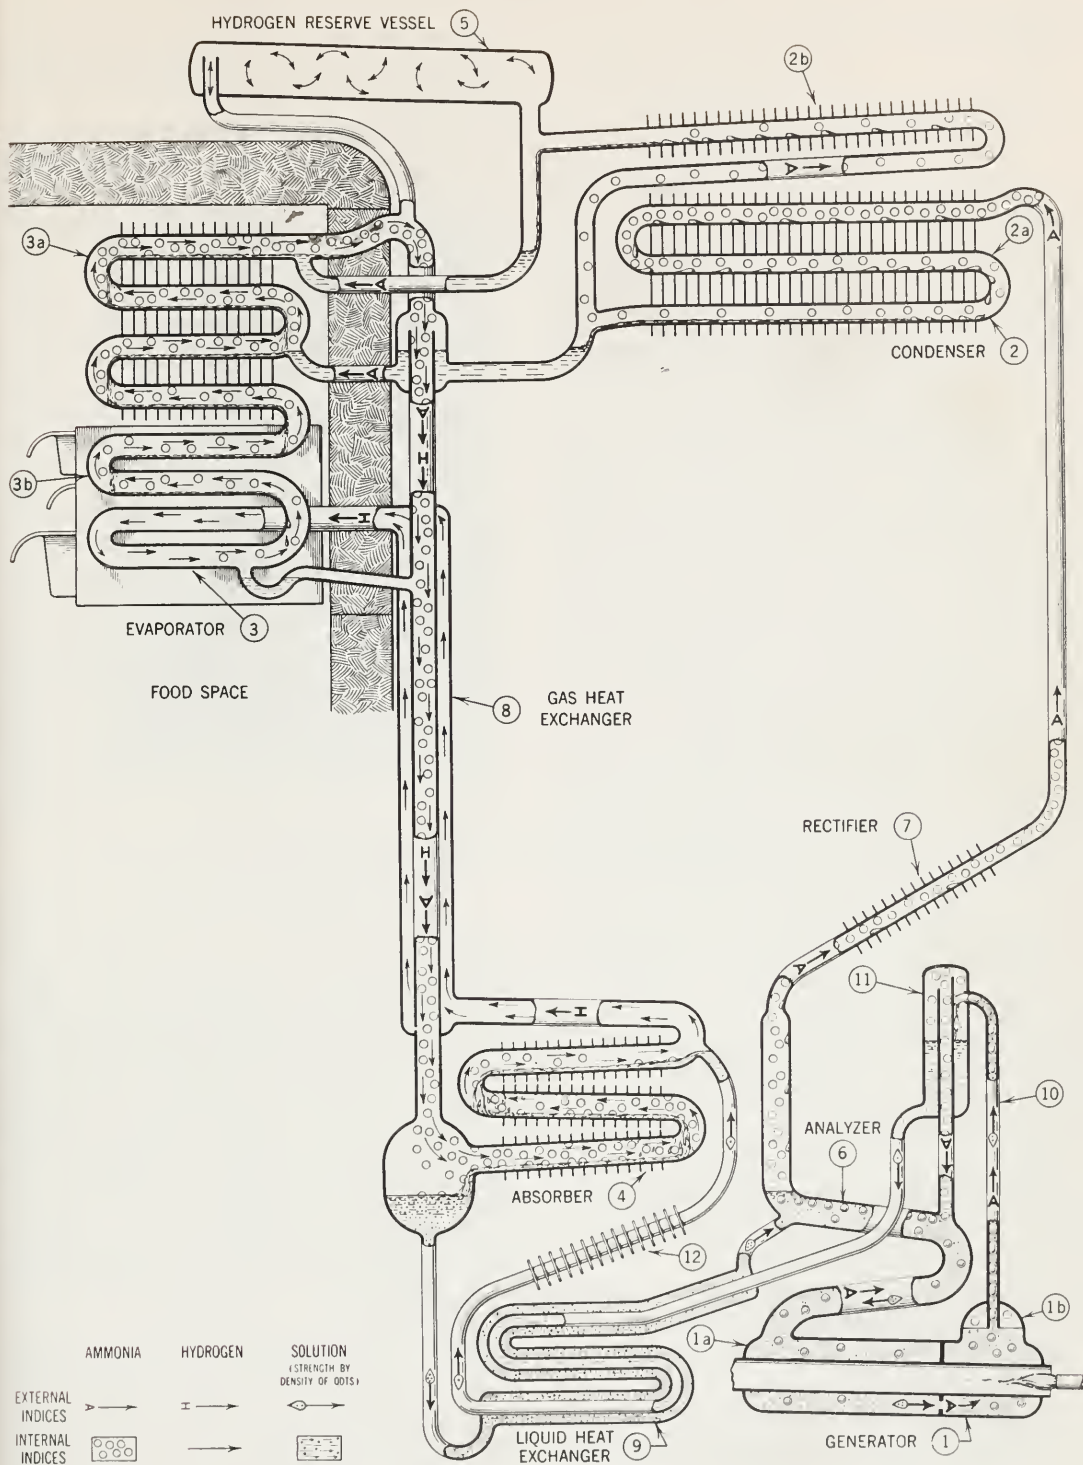 HYDROGEN RESERVE VESSEL 5
2b
3a
2a
A
A
CONDENSER 2
A
A
H
3b
H
EVAPORATOR 3
FOOD SPACE
8 GAS HEAT
EXCHANGER
A
RECTIFIER 7
H
A
A
11
H
10
ANALYZER
6
A
ABSORBER 4
A
12
1b
A
1a
AMMONIA HYDROGEN SOLUTION
(STRENGTH BY
DENSITY OF DOTS)
EXTERNAL
INDICES A H
INTERNAL
INDICES
A
LIQUID HEAT
EXCHANGER 9
GENERATOR 1